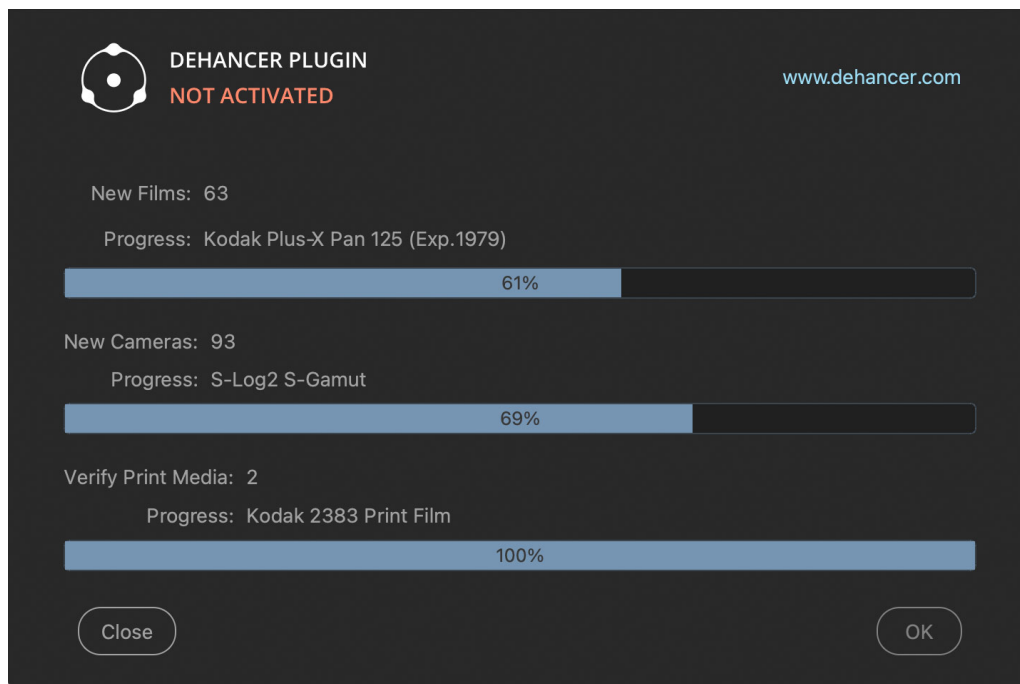 DEHANCER PLUGIN
NOT ACTIVATED
www.dehancer.com
New Films: 63
Progress: Kodak Plus-X Pan 125 (Exp.1979)
61%
New Cameras: 93
Progress: S-Log2 S-Gamut
69%
Verify Print Media: 2
Progress: Kodak 2383 Print Film
100%
Close
OK